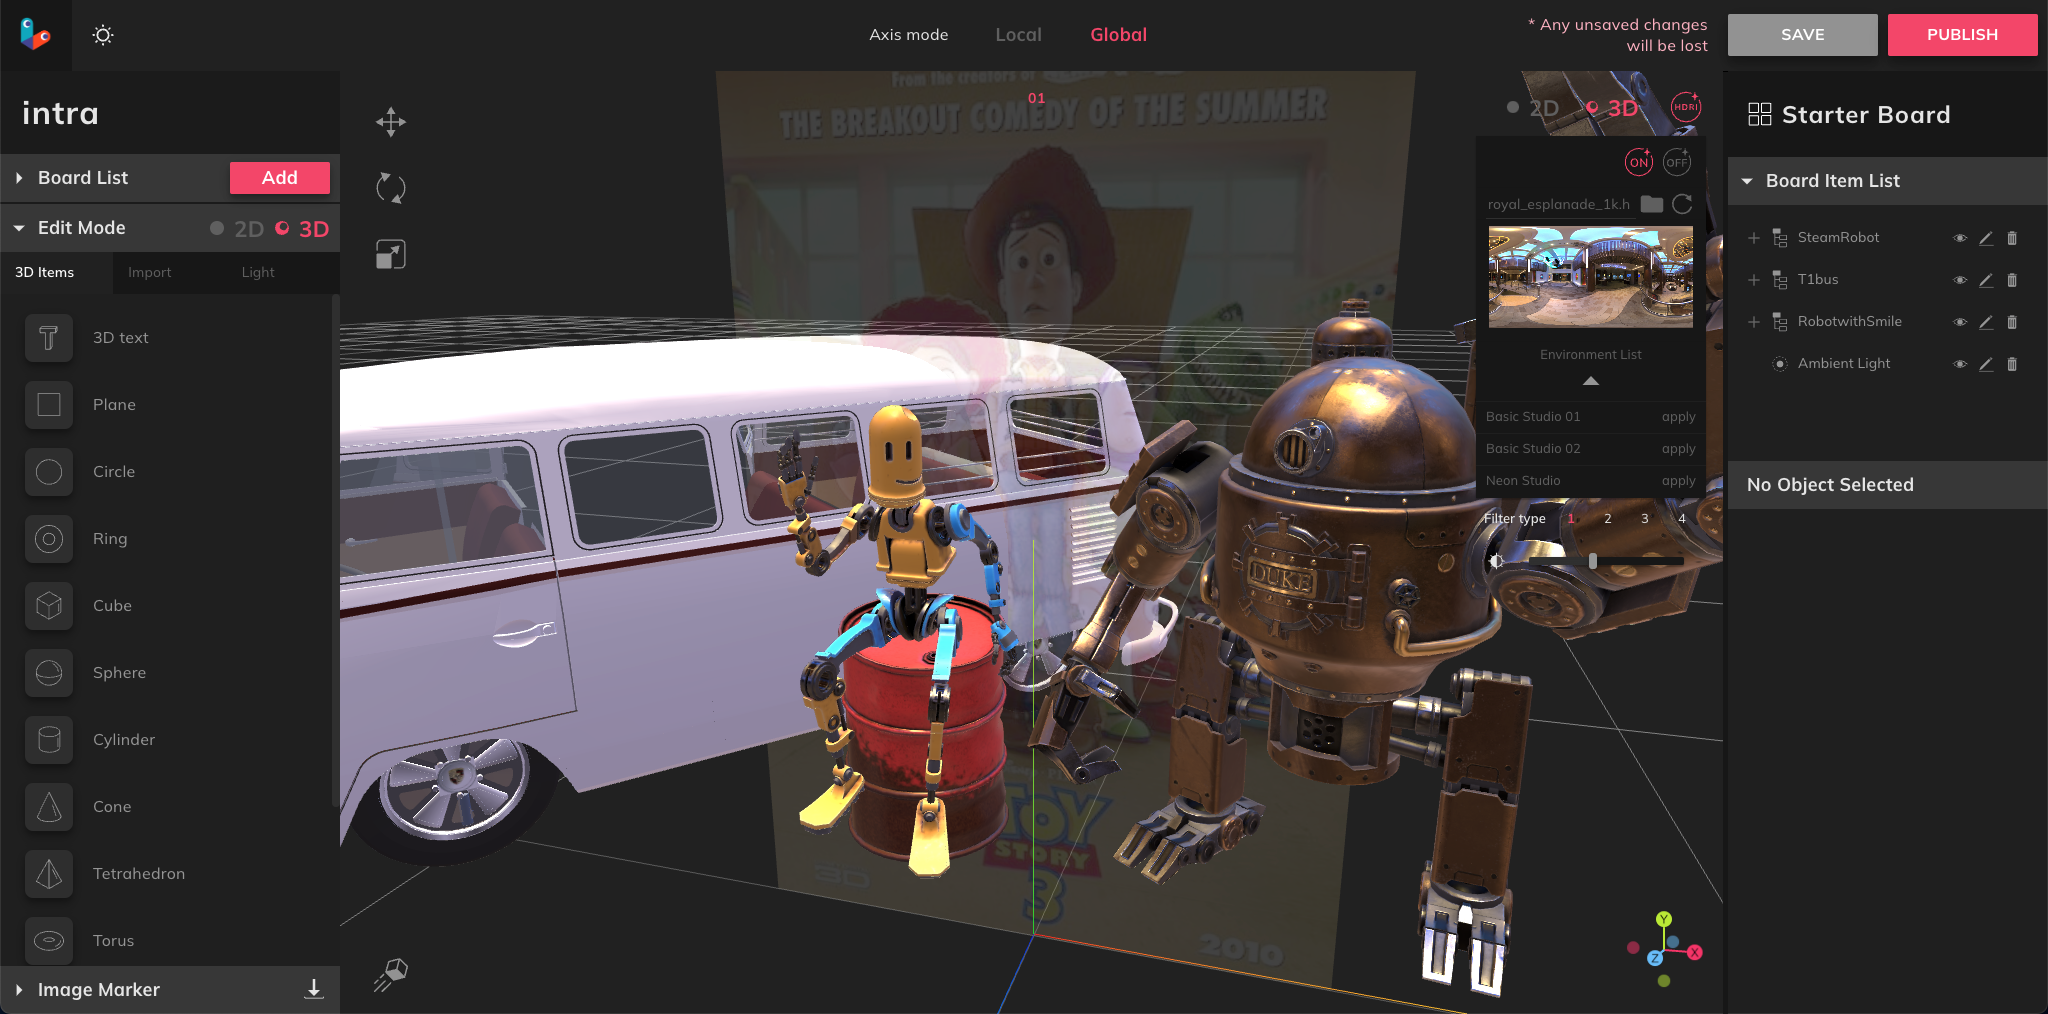 Axis mode
Local
Global
* Any unsaved changes
will be lost
SAVE
PUBLISH
intra
Board List
Add
Edit Mode
2D
3D
3D Items
Import
Light
3D text
Plane
Circle
Ring
Cube
Sphere
Cylinder
Cone
Tetrahedron
Torus
Image Marker
From the creators of
01
THE BREAKOUT COMEDY OF THE SUMMER
DUKE
TOY
STORY
3
3D
2010
2D
3D
HDRI
ON
OFF
royal_esplanade_1k.h
Environment List
Basic Studio 01
apply
Basic Studio 02
apply
Neon Studio
apply
Filter type
1
2
3
4
Y
X
Z
Starter Board
Board Item List
SteamRobot
T1bus
RobotwithSmile
Ambient Light
No Object Selected